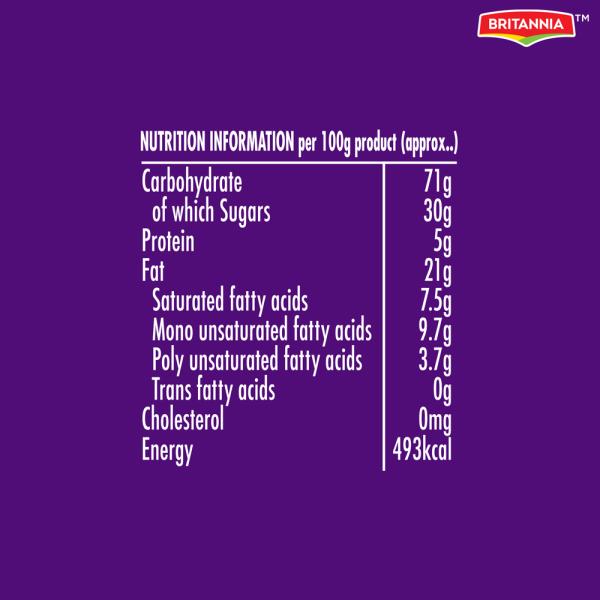 BRITANNIA TM
NUTRITION INFORMATION per 100g product (approx..)
Carbohydrate 71g
of which Sugars 30g
Protein 5g
Fat 21g
Saturated fatty acids 7.5g
Mono unsaturated fatty acids 9.7g
Poly unsaturated fatty acids 3.7g
Trans fatty acids 0g
Cholesterol 0mg
Energy 493kcal